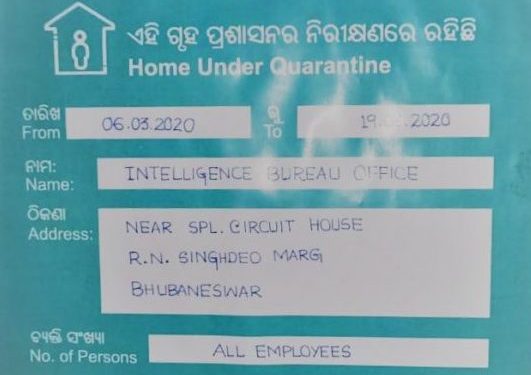 ଏହି ଗୃହ ପ୍ରଶାସନର ନିରୀକ୍ଷଣରେ ରହିଛି
Home Under Quarantine
ତାରିଖ 06.03.2020 ରୁ
From To 2020
ନାମ: INTELLIGENCE BUREAU OFFICE
Name:
ଠିକଣା NEAR SPL. CIRCUIT HOUSE
Address: R.N. SINGHDEO MARG
BHUBANESWAR
ବ୍ୟକ୍ତି ସଂଖ୍ୟା ALL EMPLOYEES
No. of Persons